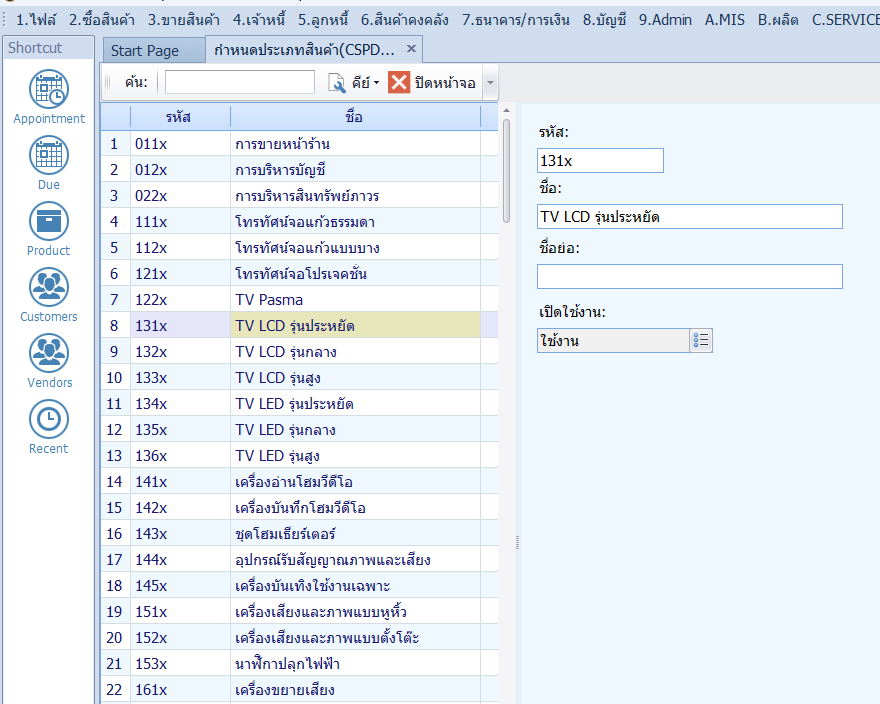 1.ไฟล์ 2.ซื้อสินค้า 3.ขายสินค้า 4.เจ้าหนี้ 5.ลูกหนี้ 6.สินค้าคงคลัง 7.ธนาคาร/การเงิน 8.บัญชี 9.Admin A.MIS B.ผลิต C.SERVICE
Shortcut
Start Page กำหนดประเภทสินค้า(CSPD...
ค้น: คีย์ ปิดหน้าจอ
Appointment
Due
Product
Customers
Vendors
Recent
รหัส ชื่อ
1 011x การขายหน้าร้าน
2 012x การบริหารบัญชี
3 022x การบริหารสินทรัพย์ภาวร
4 111x โทรทัศน์จอแก้วธรรมดา
5 112x โทรทัศน์จอแก้วแบบบาง
6 121x โทรทัศน์จอโปรเจคชั่น
7 122x TV Pasma
8 131x TV LCD รุ่นประหยัด
9 132x TV LCD รุ่นกลาง
10 133x TV LCD รุ่นสูง
11 134x TV LED รุ่นประหยัด
12 135x TV LED รุ่นกลาง
13 136x TV LED รุ่นสูง
14 141x เครื่องอ่านโฮมวีดีโอ
15 142x เครื่องบันทึกโฮมวีดีโอ
16 143x ชุดโฮมเธียร์เตอร์
17 144x อุปกรณ์รับสัญญาณภาพและเสียง
18 145x เครื่องบันเทิงใช้งานเฉพาะ
19 151x เครื่องเสียงและภาพแบบหูหิ้ว
20 152x เครื่องเสียงและภาพแบบตั้งโต๊ะ
21 153x นาฬิกาปลุกไฟฟ้า
22 161x เครื่องขยายเสียง
รหัส:
131x
ชื่อ:
TV LCD รุ่นประหยัด
ชื่อย่อ:
เปิดใช้งาน:
ใช้งาน